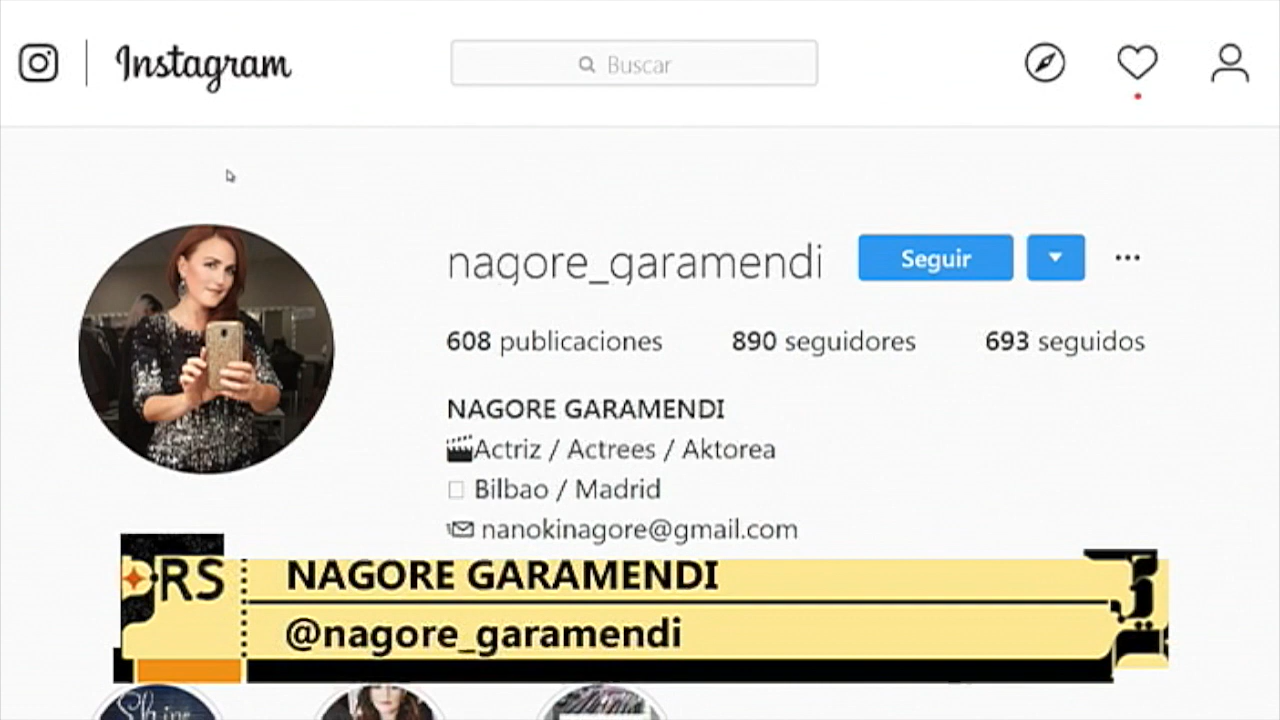 Instagram
Buscar
nagore_garamendi
Seguir
608 publicaciones 890 seguidores 693 seguidos
NAGORE GARAMENDI
Actriz / Actrees / Aktorea
Bilbao / Madrid
nanokinagore@gmail.com
RS
NAGORE GARAMENDI
@nagore_garamendi
Shine